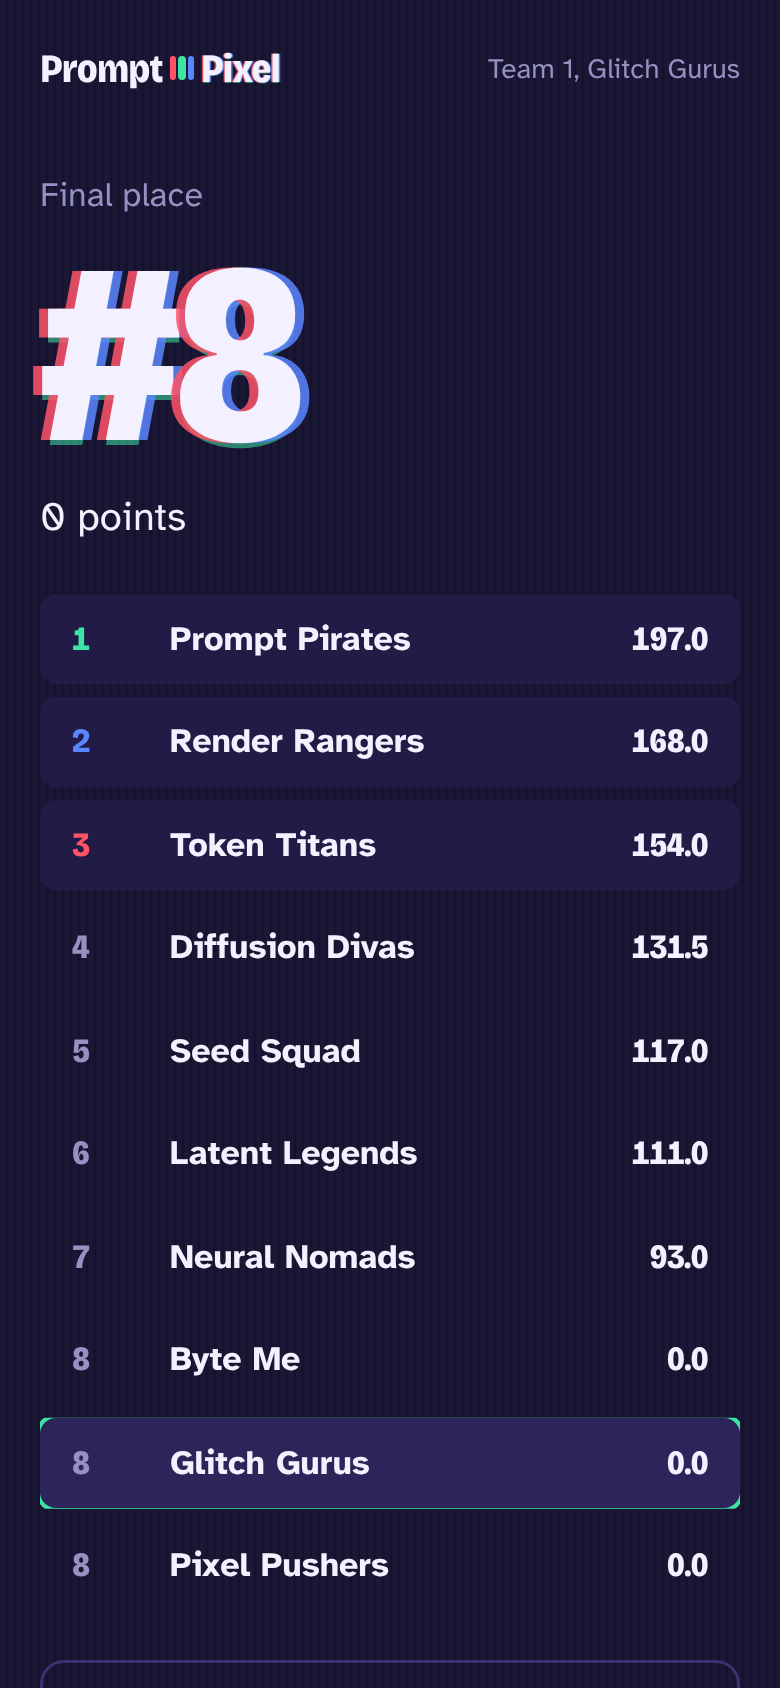 Prompt Pixel
Team 1, Glitch Gurus
Final place
#8
0 points
1 Prompt Pirates 197.0
2 Render Rangers 168.0
3 Token Titans 154.0
4 Diffusion Divas 131.5
5 Seed Squad 117.0
6 Latent Legends 111.0
7 Neural Nomads 93.0
8 Byte Me 0.0
8 Glitch Gurus 0.0
8 Pixel Pushers 0.0